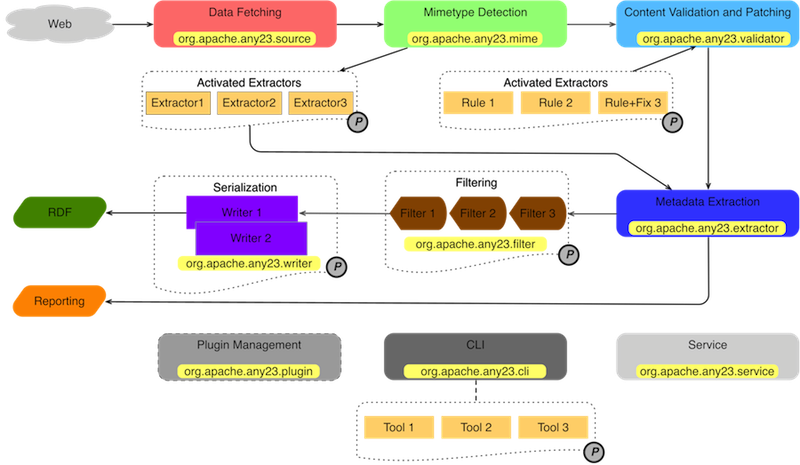 Web
Data Fetching
org.apache.any23.source
Mimetype Detection
org.apache.any23.mime
Content Validation and Patching
org.apache.any23.validator
Activated Extractors
Extractor1
Extractor2
Extractor3
P
Activated Extractors
Rule 1
Rule 2
Rule+Fix 3
P
RDF
Serialization
Writer 1
Writer 2
org.apache.any23.writer
P
Filtering
Filter 1
Filter 2
Filter 3
org.apache.any23.filter
P
Metadata Extraction
org.apache.any23.extractor
Reporting
Plugin Management
org.apache.any23.plugin
CLI
org.apache.any23.cli
Service
org.apache.any23.service
Tool 1
Tool 2
Tool 3
P